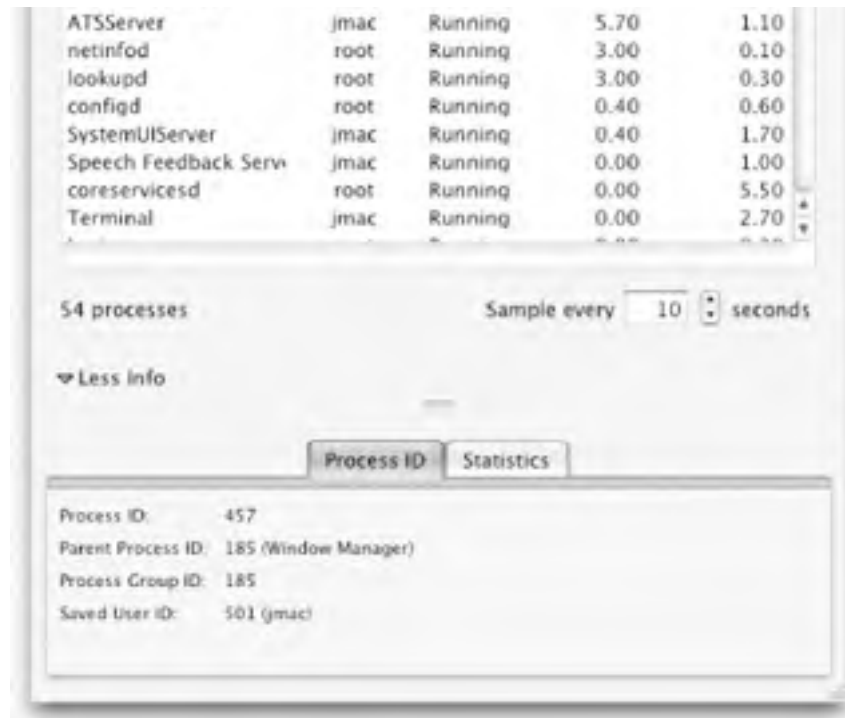 ATSServer jmac Running 5.70 1.10
netinfod root Running 3.00 0.10
lookupd root Running 3.00 0.30
configd root Running 0.40 0.60
SystemUIServer jmac Running 0.40 1.70
Speech Feedback Serv jmac Running 0.00 1.00
coreservicesd root Running 0.00 5.50
Terminal jmac Running 0.00 2.70
54 processes Sample every 10 seconds
Less Info
Process ID Statistics
Process ID: 457
Parent Process ID: 185 (Window Manager)
Process Group ID: 185
Saved User ID: 501 (jmac)